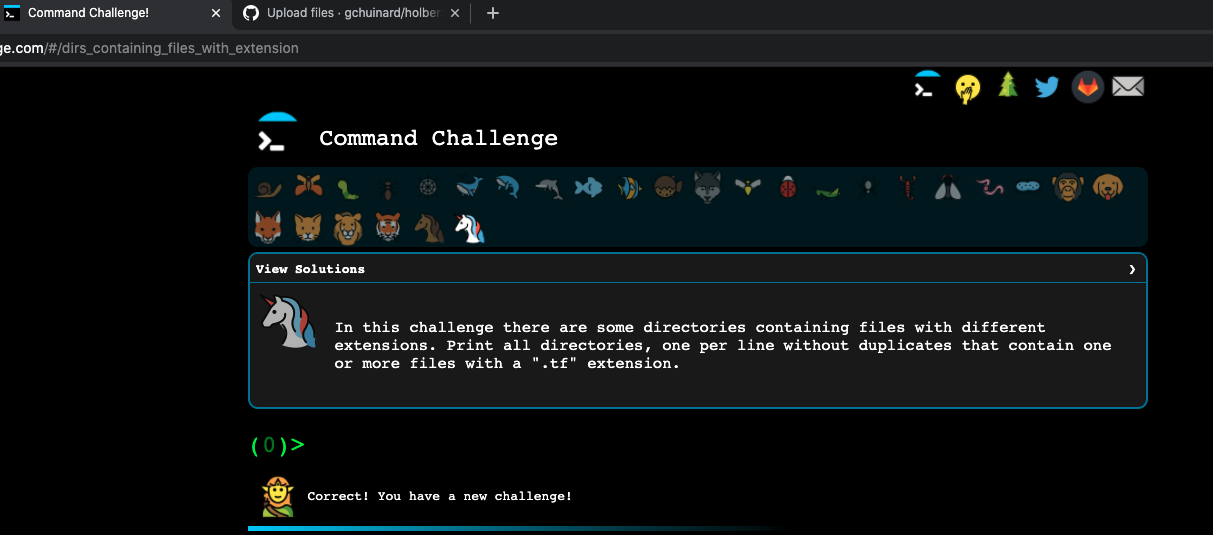 Command Challenge!
Upload files · gchuinard/holber
ge.com/#/dirs_containing_files_with_extension
Command Challenge
View Solutions
In this challenge there are some directories containing files with different
extensions. Print all directories, one per line without duplicates that contain one
or more files with a ".tf" extension.
(0)>
Correct! You have a new challenge!